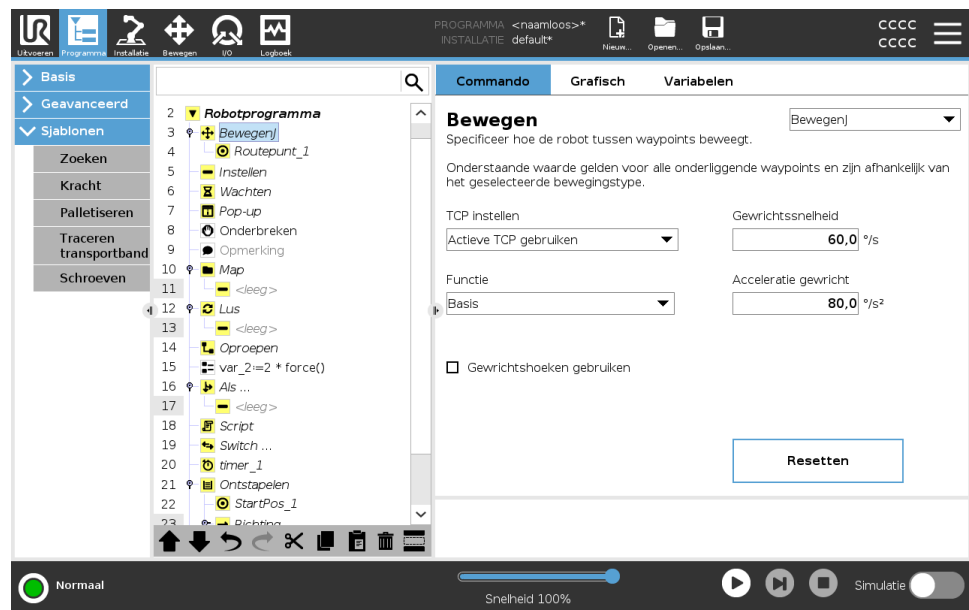 UR
PROGRAMMA <naamloos>*
INSTALLATIE default*
Uitvoeren Programma Installatie Bewegen I/O Logboek
Nieuw... Openen... Opslaan...
CCCC
CCCC
Basis
Geavanceerd
Sjablonen
Zoeken
Kracht
Palletiseren
Traceren
transportband
Schroeven
2 Robotprogramma
3 BewegenJ
4 Routepunt_1
5 Instellen
6 Wachten
7 Pop-up
8 Onderbreken
9 Opmerking
10 Map
11 <leeg>
12 Lus
13 <leeg>
14 Oproepen
15 var_2:=2 * force()
16 Als ...
17 <leeg>
18 Script
19 Switch ...
20 timer_1
21 Ontstapelen
22 StartPos_1
23 Richting
Commando Grafisch Variabelen
Bewegen
BewegenJ
Specificeer hoe de robot tussen waypoints beweegt.
Onderstaande waarde gelden voor alle onderliggende waypoints en zijn afhankelijk van
het geselecteerde bewegingstype.
TCP instellen
Gewrichtssnelheid
Actieve TCP gebruiken
60,0 °/s
Functie
Acceleratie gewricht
Basis
80,0 °/s²
Gewrichtshoeken gebruiken
Resetten
Normaal
Snelheid 100%
Simulatie